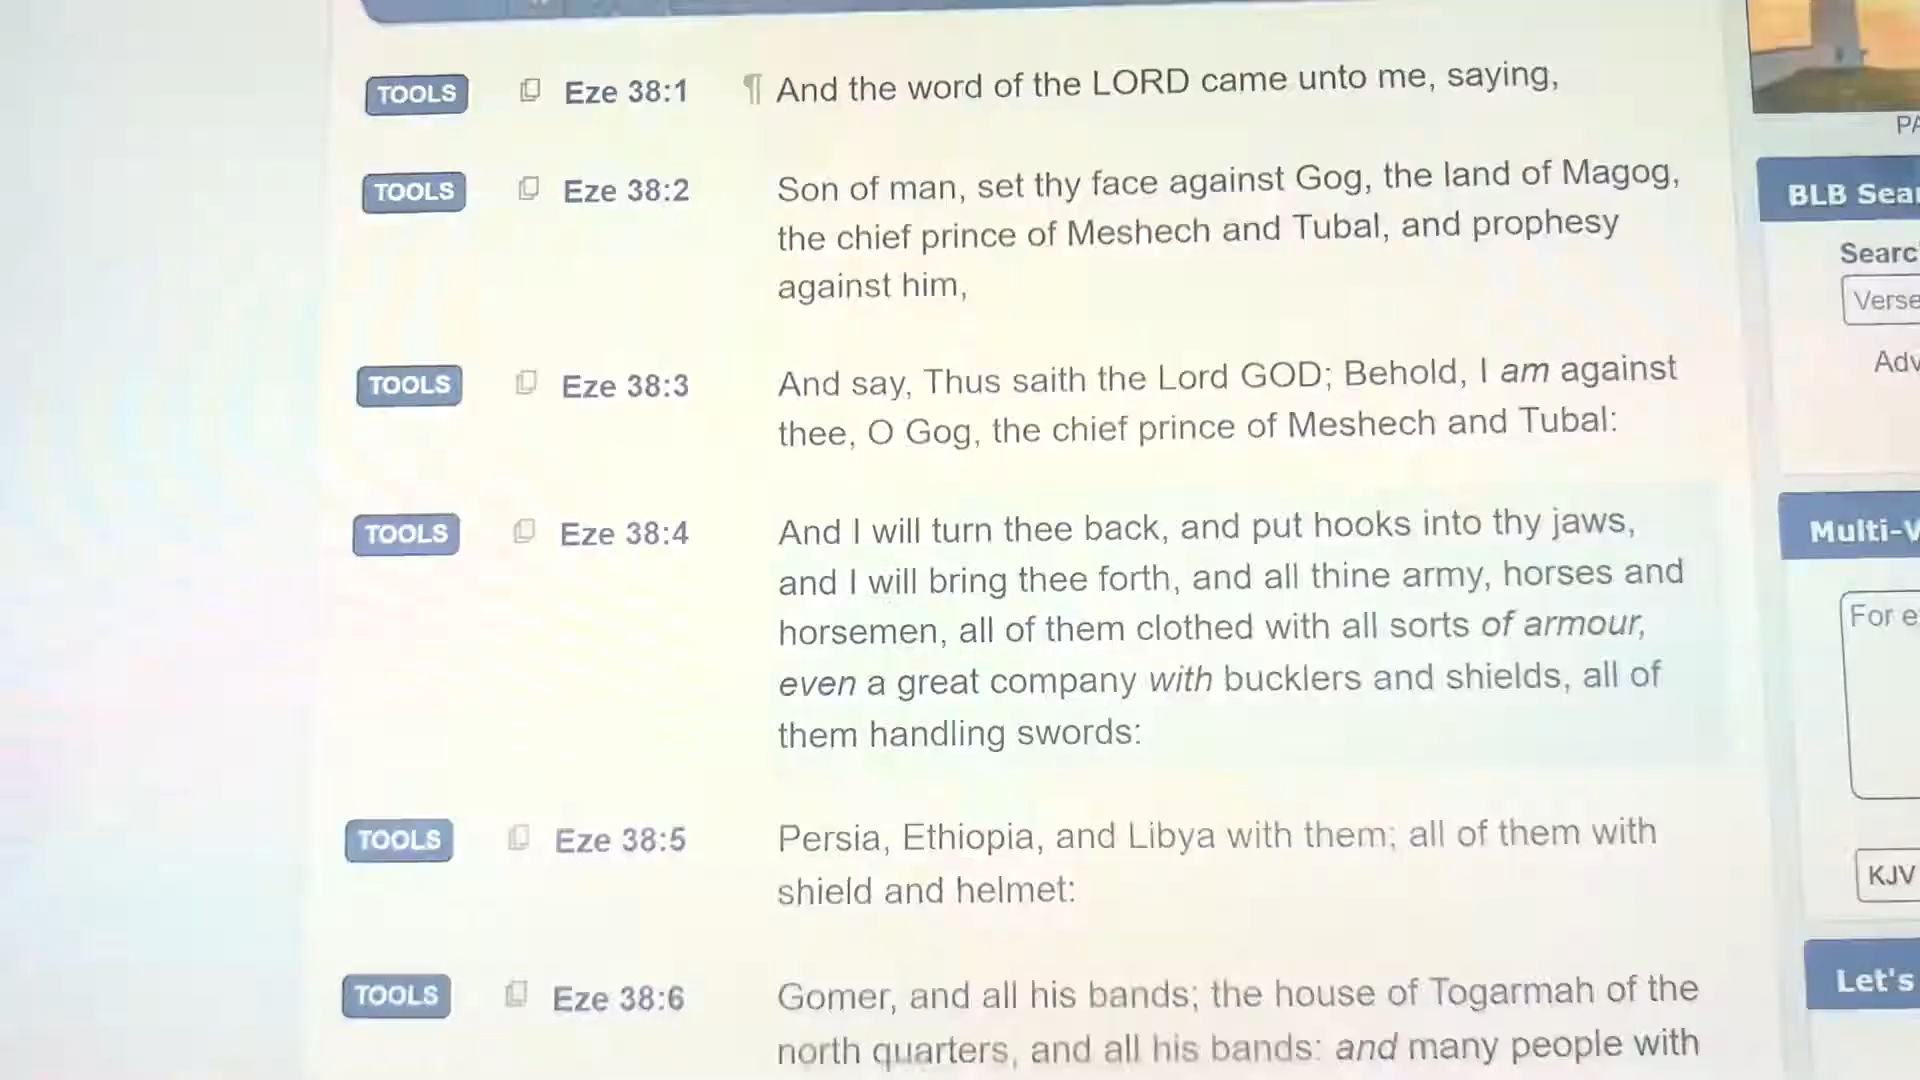 TOOLS Eze 38:1 ¶ And the word of the LORD came unto me, saying,
TOOLS Eze 38:2 Son of man, set thy face against Gog, the land of Magog,
the chief prince of Meshech and Tubal, and prophesy
against him,
TOOLS Eze 38:3 And say, Thus saith the Lord GOD; Behold, I am against
thee, O Gog, the chief prince of Meshech and Tubal:
TOOLS Eze 38:4 And I will turn thee back, and put hooks into thy jaws,
and I will bring thee forth, and all thine army, horses and
horsemen, all of them clothed with all sorts of armour,
even a great company with bucklers and shields, all of
them handling swords:
TOOLS Eze 38:5 Persia, Ethiopia, and Libya with them; all of them with
shield and helmet:
TOOLS Eze 38:6 Gomer, and all his bands; the house of Togarmah of the
north quarters, and all his bands: and many people with
PA
BLB Sear
Searc
Verse
Adv
Multi-V
For e
KJV
Let's